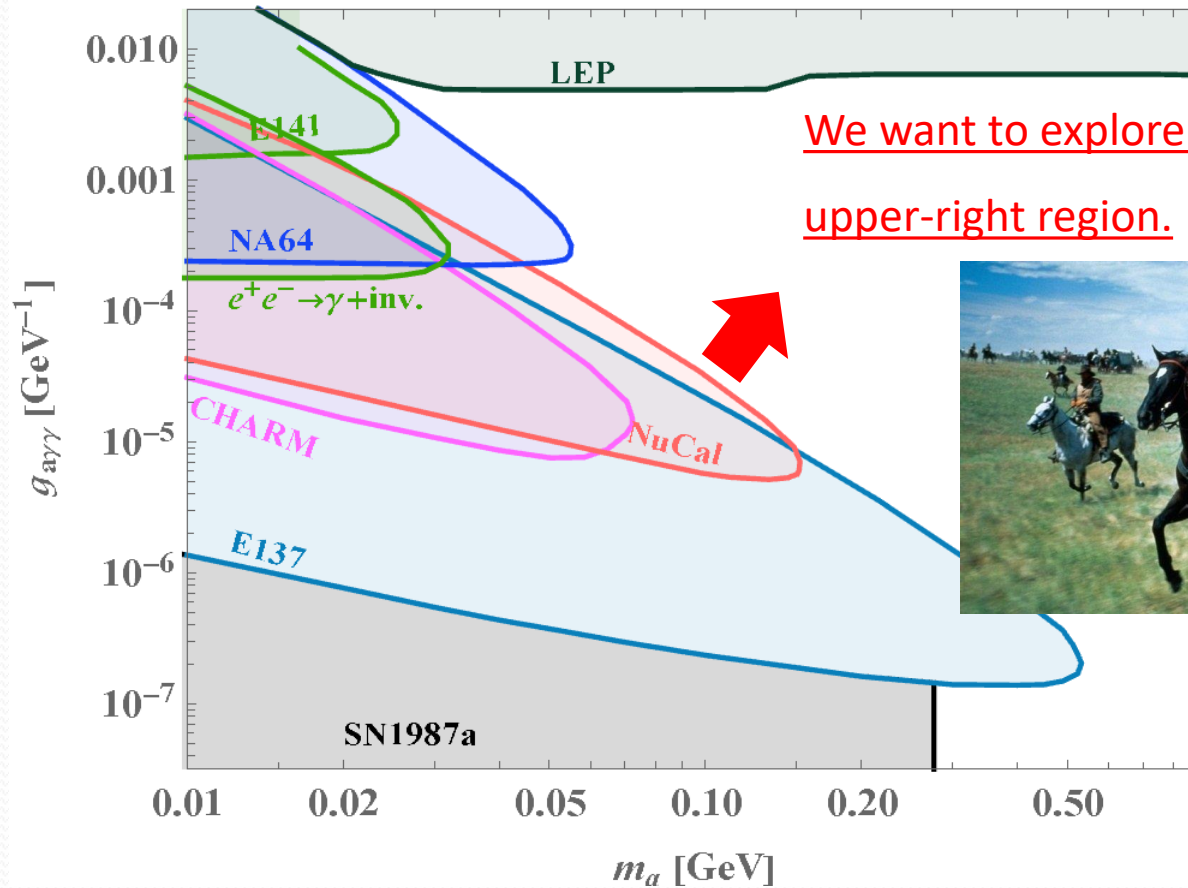 0.010
LEP
We want to explore
E141
0.001
upper-right region.
NA64
e⁺e⁻→γ+inv.
10⁻⁴
g_{aγγ} [GeV⁻¹]
CHARM
NuCal
10⁻⁵
E137
10⁻⁶
10⁻⁷
SN1987a
0.01 0.02 0.05 0.10 0.20 0.50
m_a [GeV]